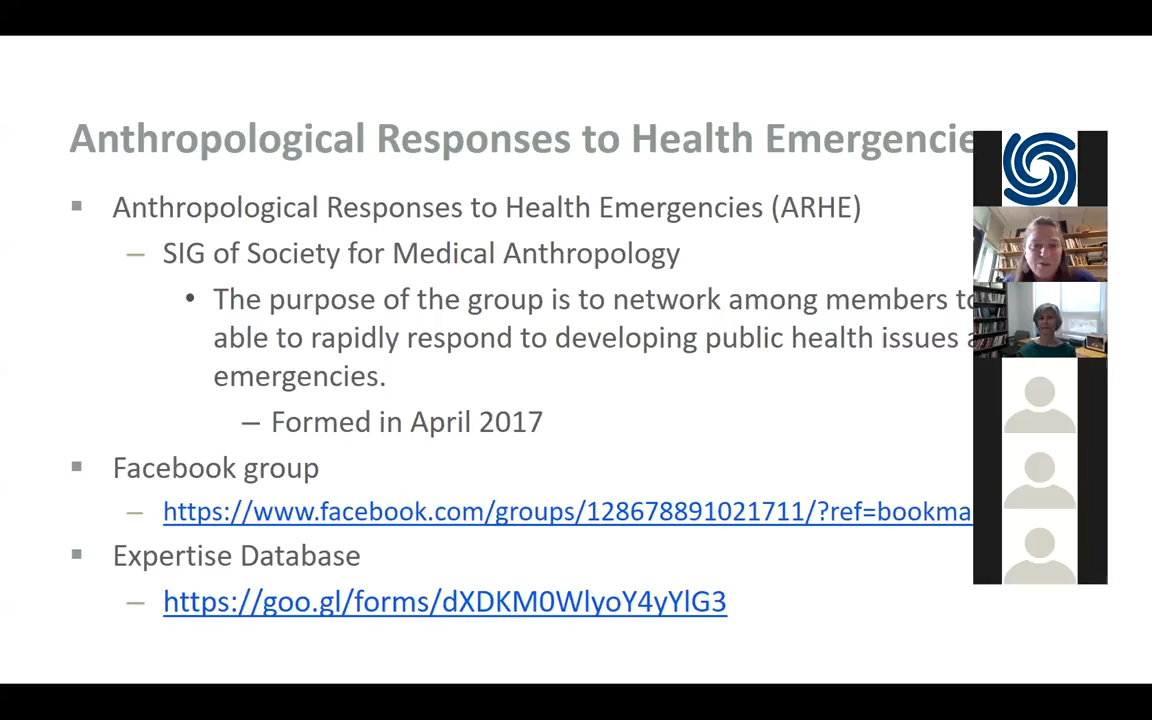 Anthropological Responses to Health Emergencie
▪ Anthropological Responses to Health Emergencies (ARHE)
– SIG of Society for Medical Anthropology
• The purpose of the group is to network among members to
able to rapidly respond to developing public health issues
emergencies.
– Formed in April 2017
▪ Facebook group
– https://www.facebook.com/groups/128678891021711/?ref=bookma
▪ Expertise Database
– https://goo.gl/forms/dXDKM0WlyoY4yYlG3